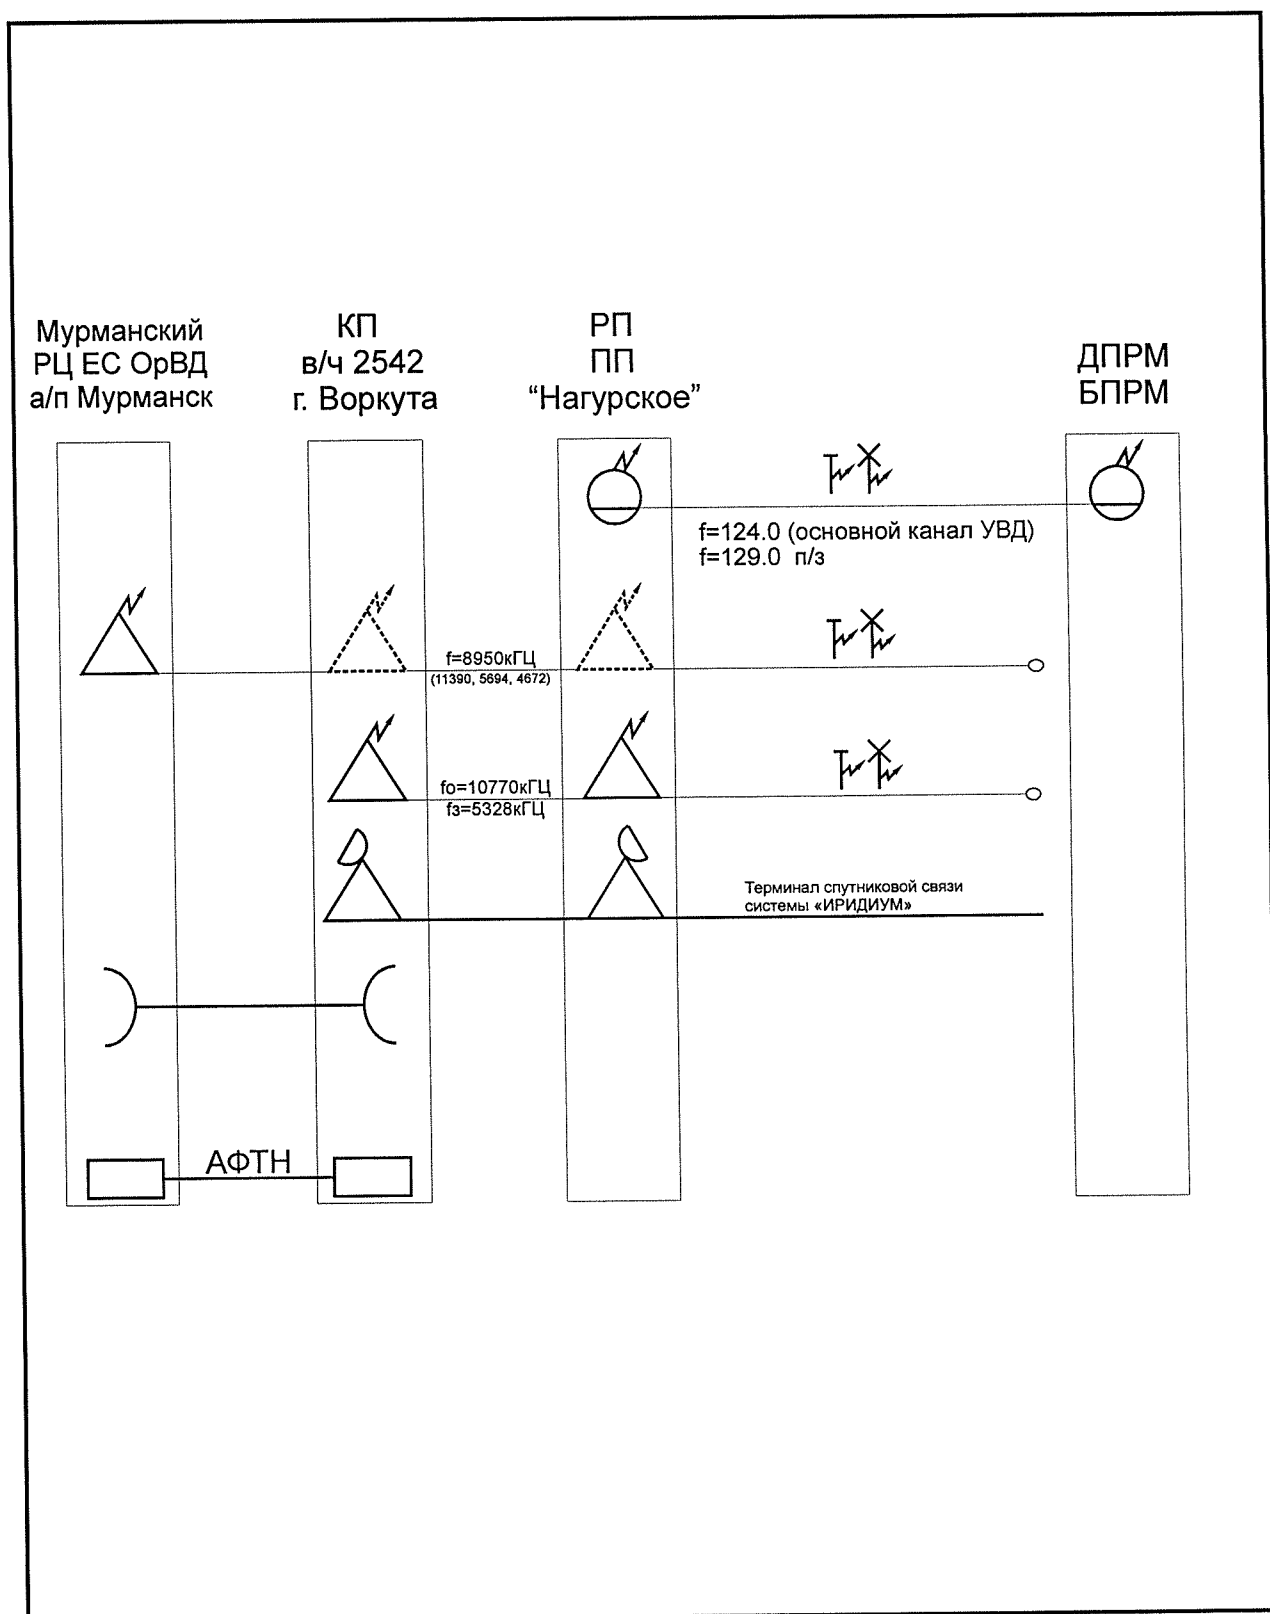 Мурманский
РЦ ЕС ОрВД
а/п Мурманск
КП
в/ч 2542
г. Воркута
РП
ПП
“Нагурское”
ДПРМ
БПРМ
f=124.0 (основной канал УВД)
f=129.0 п/з
f=8950кГЦ
(11390, 5694, 4672)
fо=10770кГЦ
fз=5328кГЦ
Терминал спутниковой связи
системы «ИРИДИУМ»
АФТН